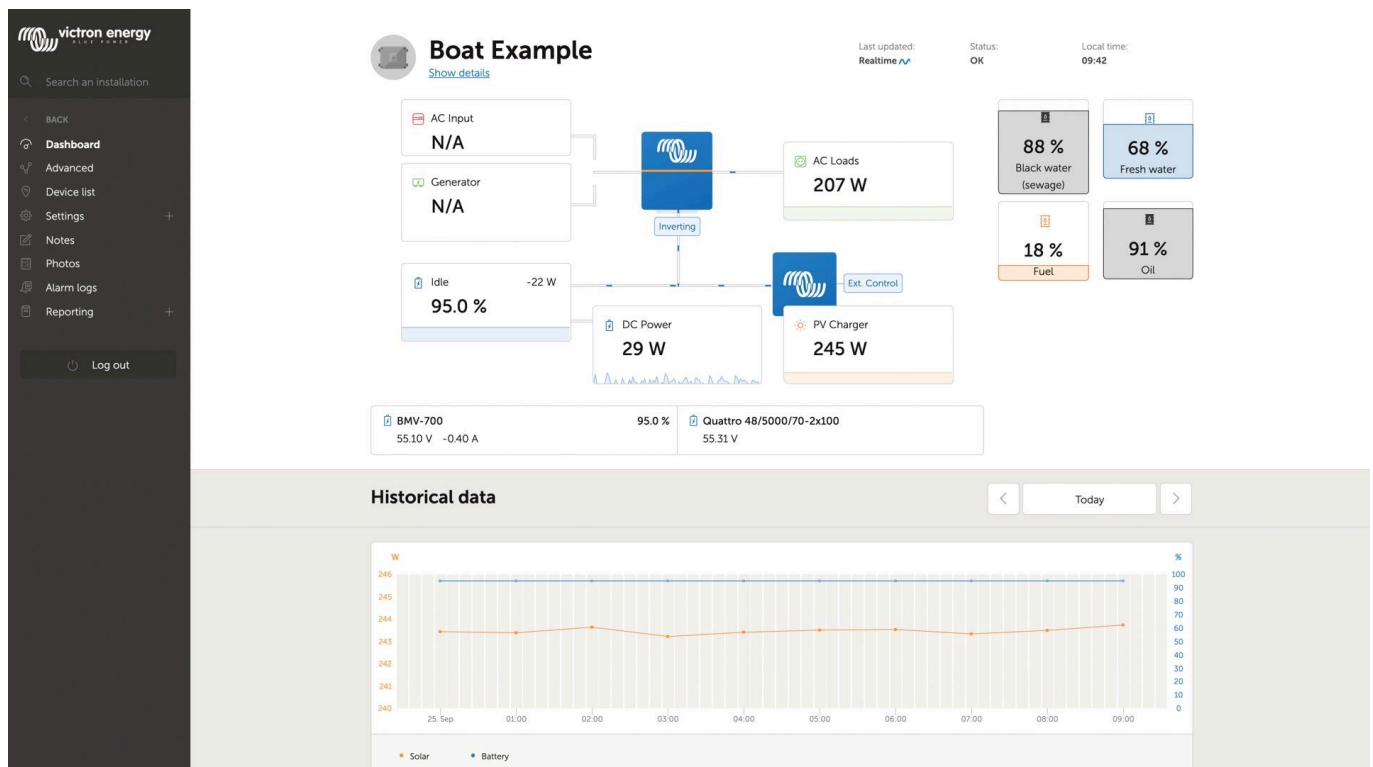 victron energy
BLUE POWER
Search an installation
BACK
Dashboard
Advanced
Device list
Settings
Notes
Photos
Alarm logs
Reporting
Log out
Boat Example
Show details
Last updated:
Realtime
Status:
OK
Local time:
09:42
AC Input
N/A
Generator
N/A
Inverting
AC Loads
207 W
Idle -22 W
95.0 %
DC Power
29 W
Ext. Control
PV Charger
245 W
88 %
Black water
(sewage)
68 %
Fresh water
18 %
Fuel
91 %
Oil
BMV-700 95.0 %
55.10 V -0.40 A
Quattro 48/5000/70-2x100
55.31 V
Historical data
Today
W
246
245
244
243
242
241
240
%
100
90
80
70
60
50
40
30
20
10
0
25. Sep 01:00 02:00 03:00 04:00 05:00 06:00 07:00 08:00 09:00
Solar Battery